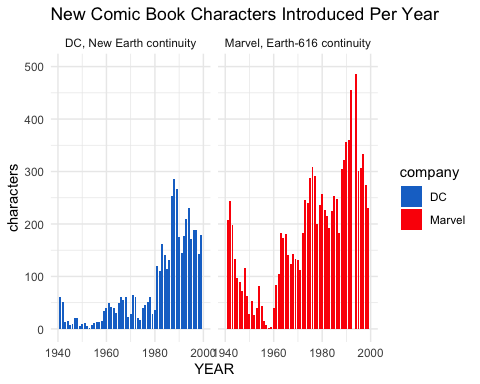 New Comic Book Characters Introduced Per Year
DC, New Earth continuity
Marvel, Earth-616 continuity
500
400
300
200
100
0
characters
1940
1960
1980
2000
1940
1960
1980
2000
YEAR
company
DC
Marvel